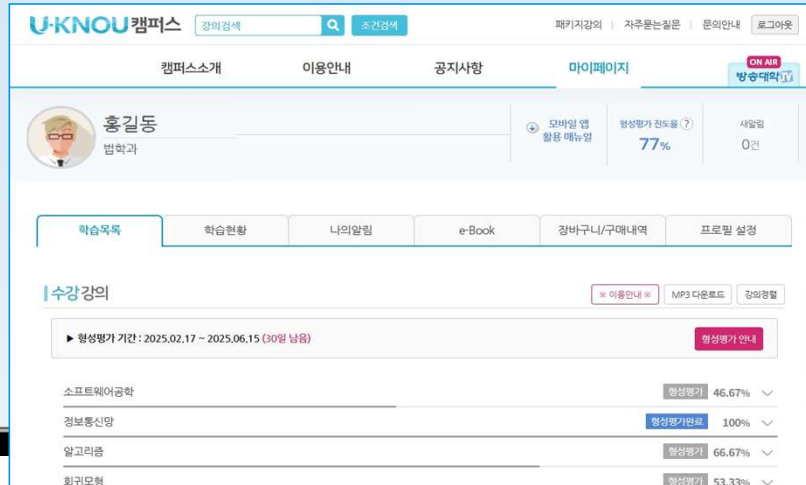 U·KNOU캠퍼스 강의검색 조건검색 패키지강의 자주묻는질문 문의안내 로그아웃
캠퍼스소개 이용안내 공지사항 마이페이지 ON AIR
방송대학TV
홍길동
법학과
모바일 앱
활용 매뉴얼
형성평가 진도율 ?
77%
새알림
0건
학습목록 학습현황 나의알림 e-Book 장바구니/구매내역 프로필 설정
수강강의 ※ 이용안내 ※ MP3 다운로드 강의정렬
▶ 형성평가 기간 : 2025.02.17 ~ 2025.06.15 (30일 남음) 형성평가 안내
소프트웨어공학 형성평가 46.67%
정보통신망 형성평가완료 100%
알고리즘 형성평가 66.67%
회귀모형 형성평가 53.33%